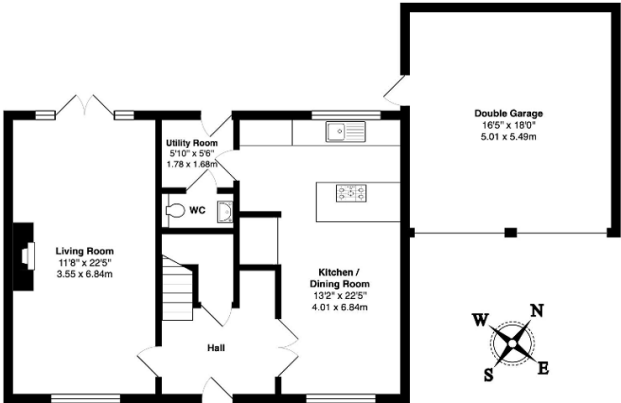 Double Garage
16'5" x 18'0"
5.01 x 5.49m
Utility Room
5'10" x 5'6"
1.78 x 1.68m
WC
Living Room
11'8" x 22'5"
3.55 x 6.84m
Kitchen /
Dining Room
13'2" x 22'5"
4.01 x 6.84m
Hall
N
W
E
S